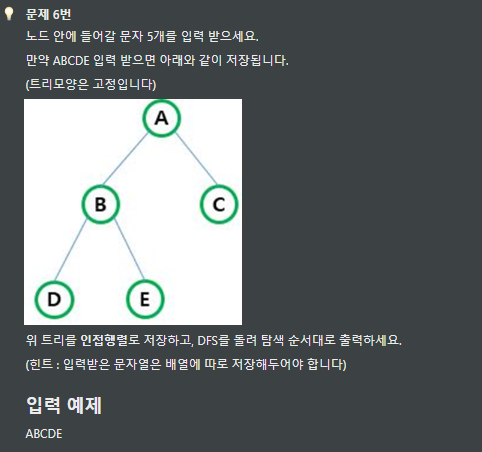 문제 6번
노드 안에 들어갈 문자 5개를 입력 받으세요.
만약 ABCDE 입력 받으면 아래와 같이 저장됩니다.
(트리모양은 고정입니다)
A
B C
D E
위 트리를 인접행렬로 저장하고, DFS를 돌려 탐색 순서대로 출력하세요.
(힌트 : 입력받은 문자열은 배열에 따로 저장해두어야 합니다)
입력 예제
ABCDE